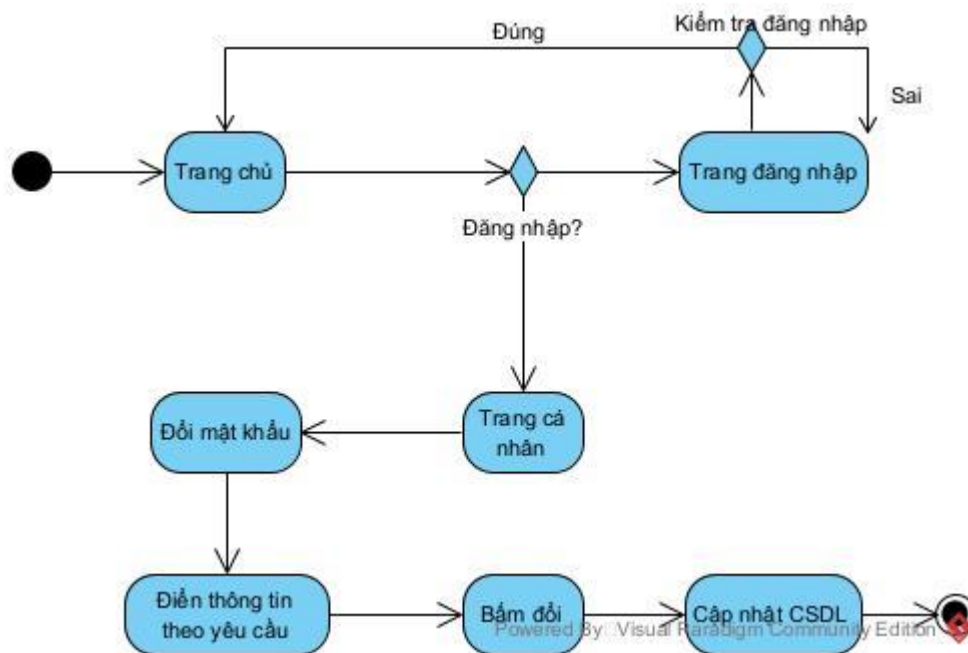 Kiểm tra đăng nhập
Đúng
Sai
Trang chủ
Trang đăng nhập
Đăng nhập?
Đổi mật khẩu
Trang cá
nhân
Điền thông tin
theo yêu cầu
Bấm đổi
Cập nhật CSDL
Powered By: Visual Paradigm Community Edition